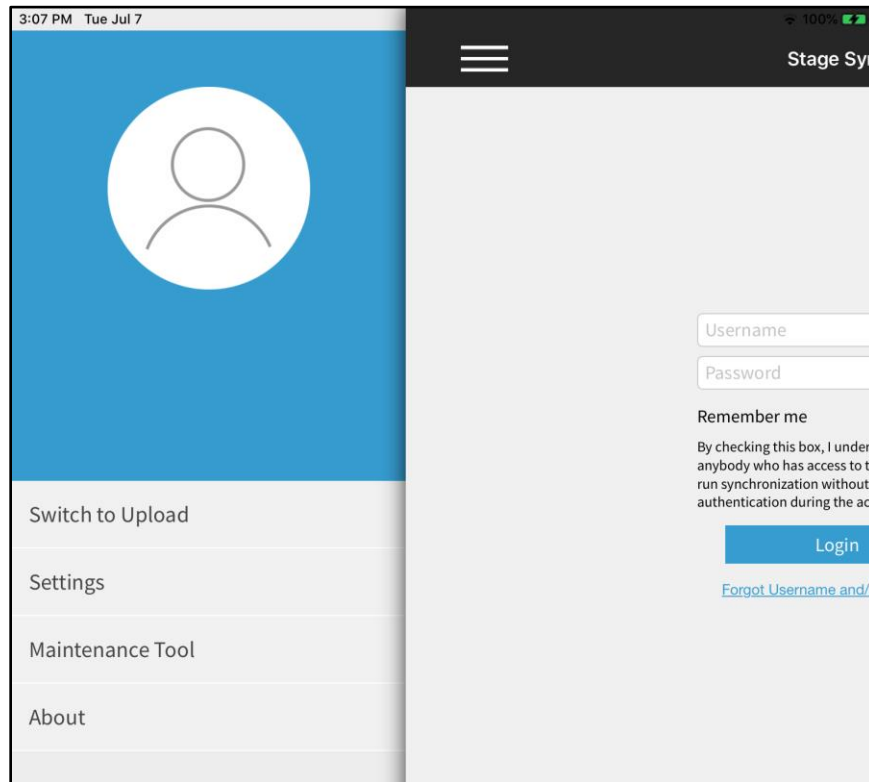 3:07 PM Tue Jul 7
100%
Stage Sy
Username
Password
Remember me
By checking this box, I under
anybody who has access to t
run synchronization without
authentication during the ac
Login
Forgot Username and/
Switch to Upload
Settings
Maintenance Tool
About